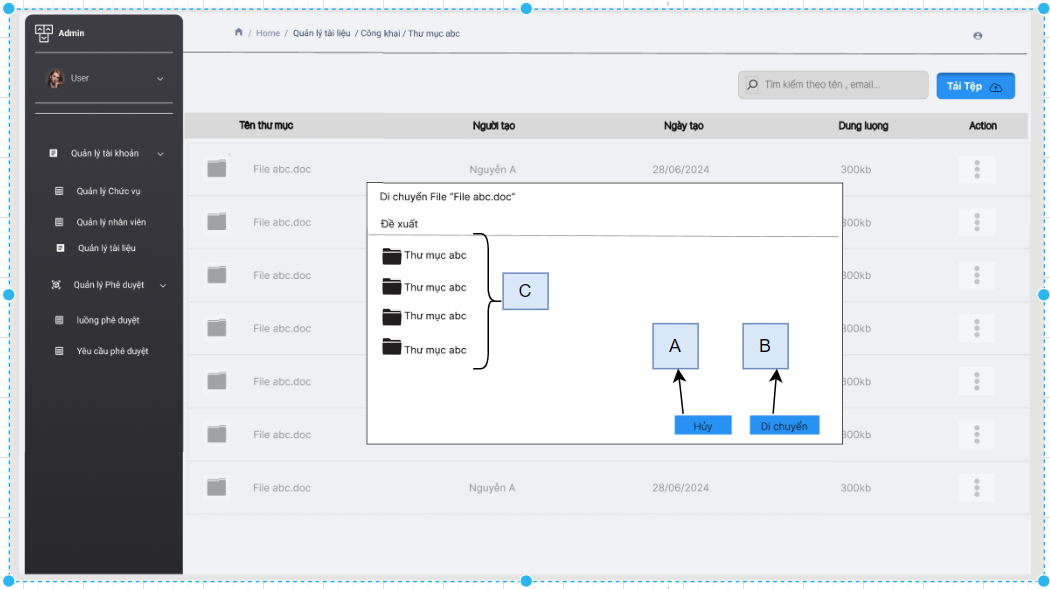 Admin
/ Home / Quản lý tài liệu / Công khai / Thư mục abc
User
Tìm kiếm theo tên , email...
Tải Tệp
Tên thư mục Người tạo Ngày tạo Dung lượng Action
Quản lý tài khoản
Quản lý Chức vụ
Quản lý nhân viên
Quản lý tài liệu
Quản lý Phê duyệt
luồng phê duyệt
Yêu cầu phê duyệt
File abc.doc Nguyễn A 28/06/2024 300kb
File abc.doc 300kb
File abc.doc 300kb
File abc.doc 300kb
File abc.doc 300kb
File abc.doc 300kb
File abc.doc Nguyễn A 28/06/2024 300kb
Di chuyển File "File abc.doc"
Đề xuất
Thư mục abc
Thư mục abc
Thư mục abc
Thư mục abc
C
A
B
Hủy
Di chuyển